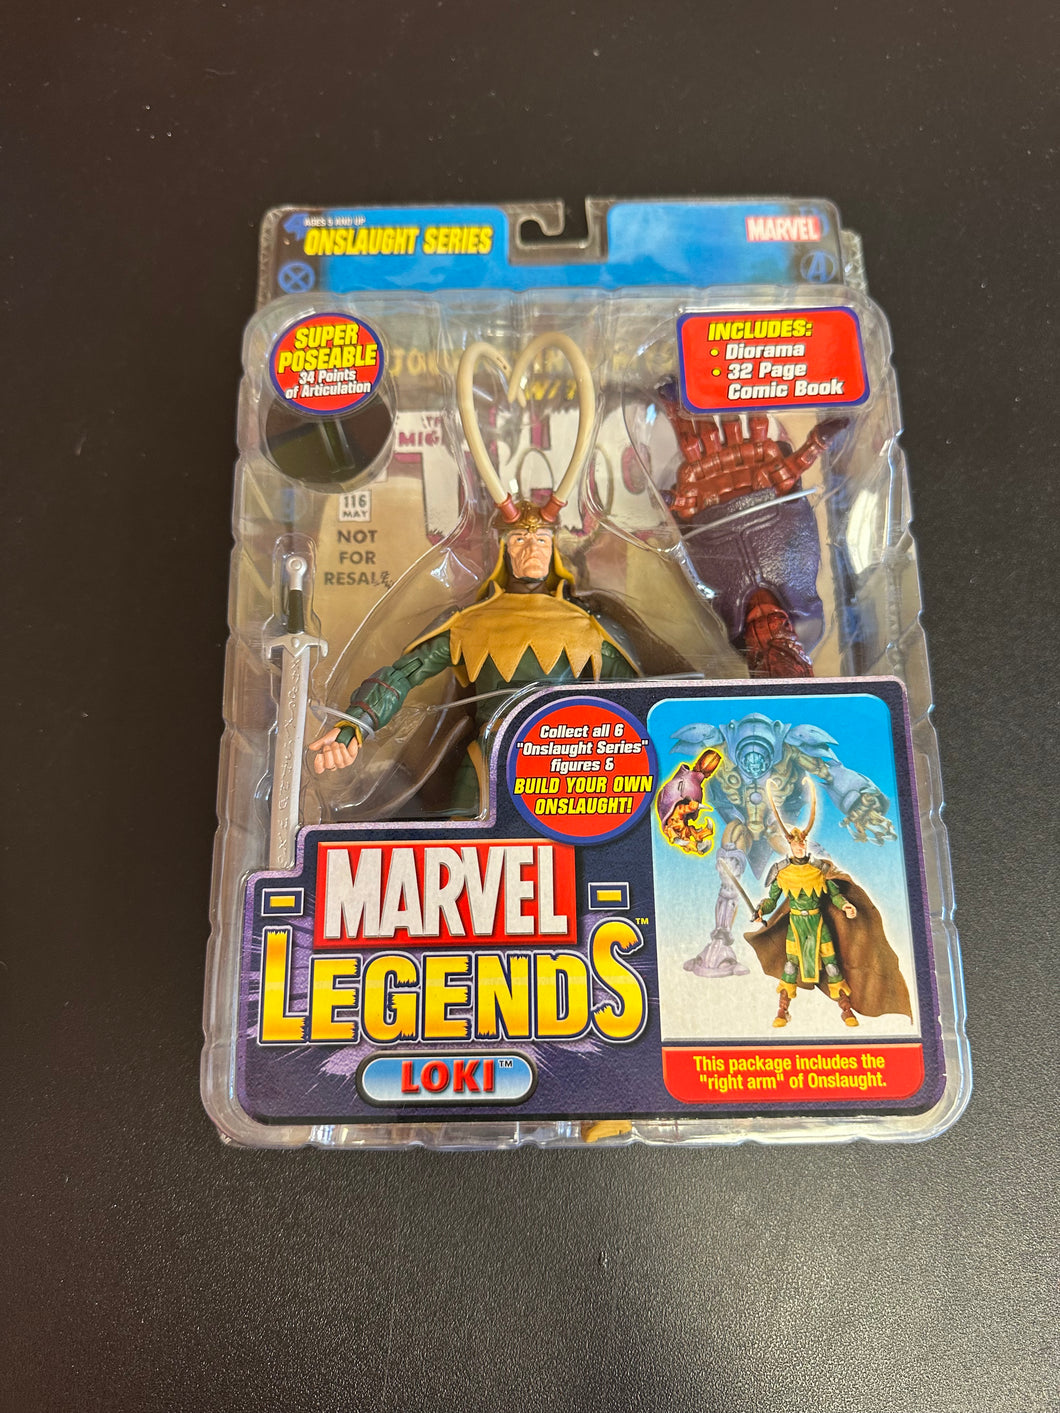 AGES 5 AND UP
ONSLAUGHT SERIES
MARVEL
SUPER
POSEABLE
34 Points
of Articulation
INCLUDES:
• Diorama
• 32 Page
Comic Book
116
MAY
NOT
FOR
RESALE
Collect all 6
"Onslaught Series"
figures &
BUILD YOUR OWN
ONSLAUGHT!
MARVEL
LEGENDS™
LOKI™
This package includes the
"right arm" of Onslaught.